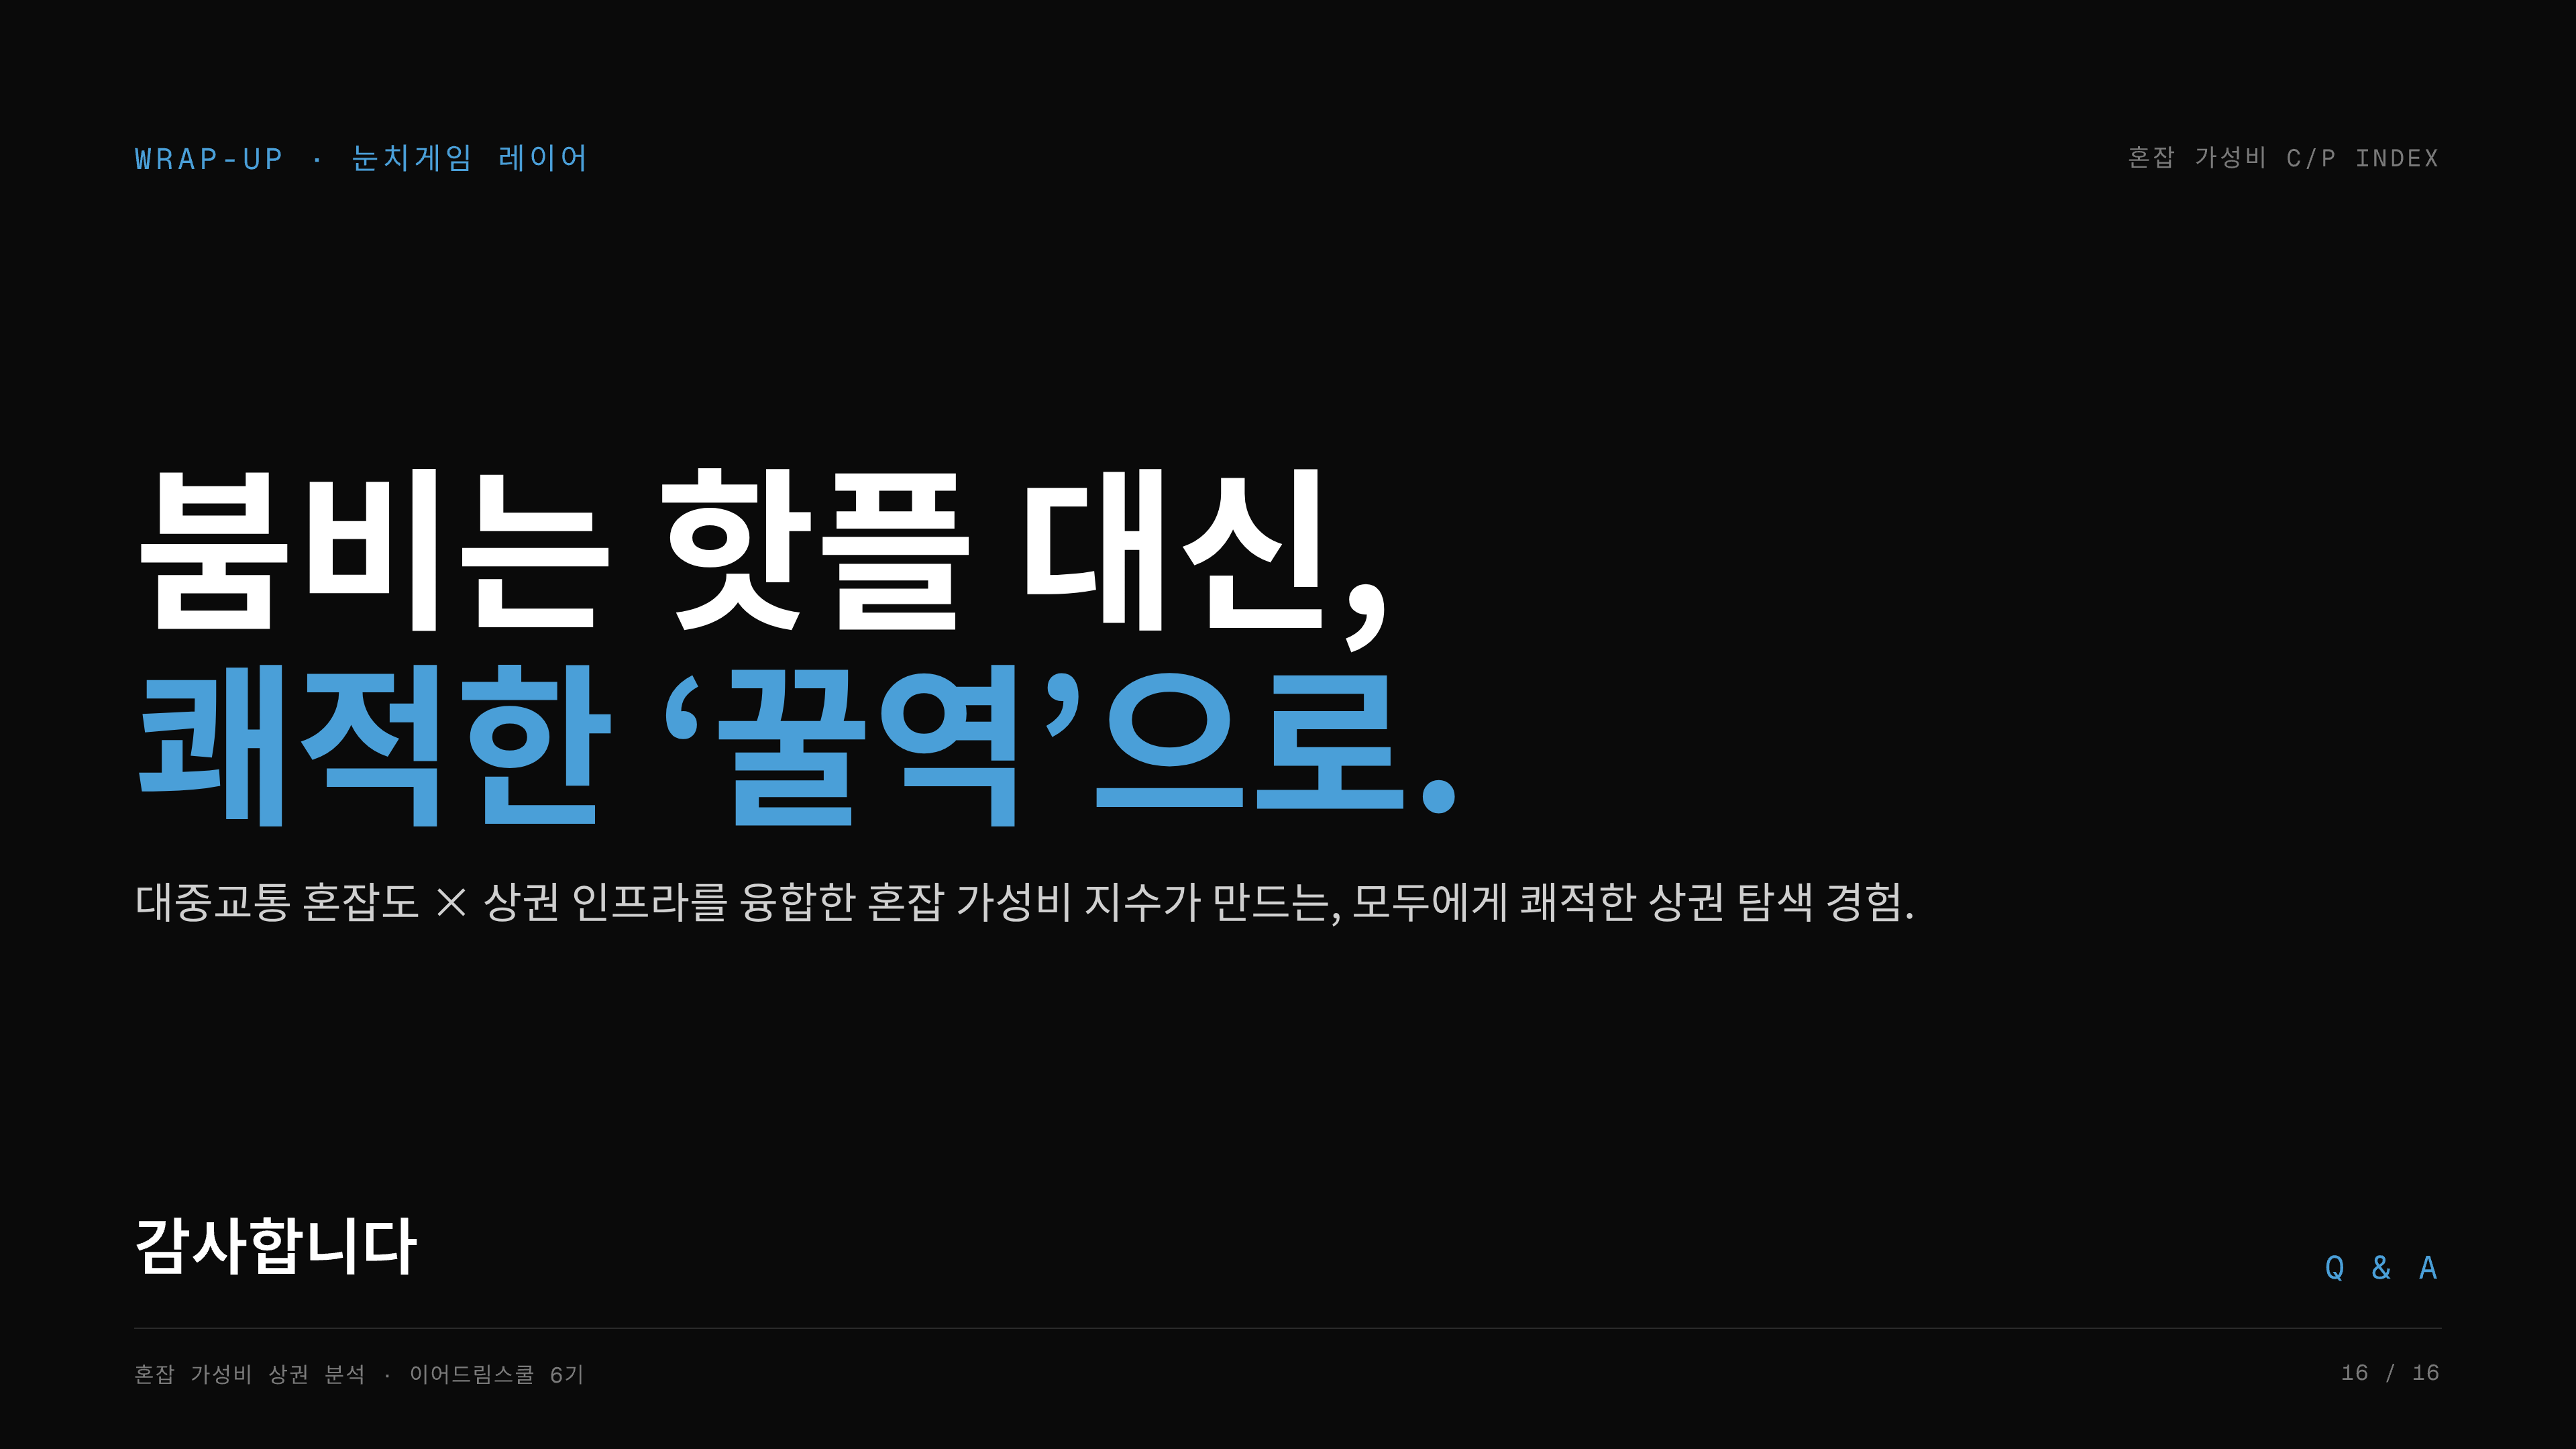 WRAP-UP · 눈치게임 레이어
혼잡 가성비 C/P INDEX
붐비는 핫플 대신,
쾌적한 ‘꿀역’으로.
대중교통 혼잡도 × 상권 인프라를 융합한 혼잡 가성비 지수가 만드는, 모두에게 쾌적한 상권 탐색 경험.
감사합니다
Q & A
혼잡 가성비 상권 분석 · 이어드림스쿨 6기
16 / 16